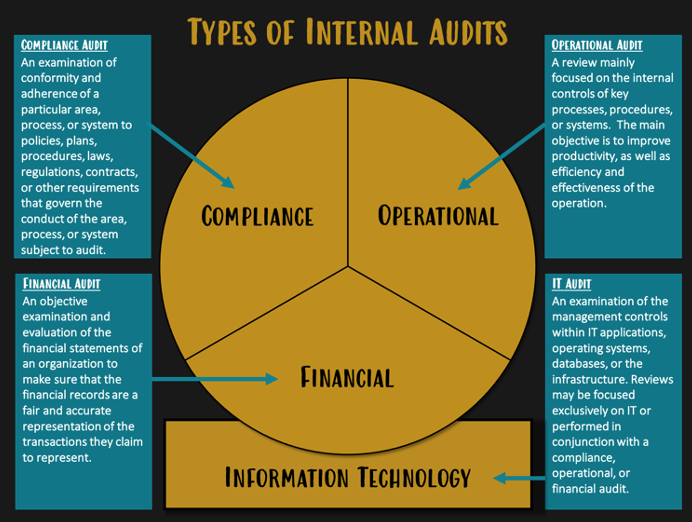 TYPES OF INTERNAL AUDITS
COMPLIANCE AUDIT
An examination of
conformity and
adherence of a
particular area,
process, or system to
policies, plans,
procedures, laws,
regulations, contracts,
or other requirements
that govern the
conduct of the area,
process, or system
subject to audit.
OPERATIONAL AUDIT
A review mainly
focused on the internal
controls of key
processes, procedures,
or systems.  The main
objective is to improve
productivity, as well as
efficiency and
effectiveness of the
operation.
COMPLIANCE
OPERATIONAL
FINANCIAL AUDIT
An objective
examination and
evaluation of the
financial statements of
an organization to
make sure that the
financial records are a
fair and accurate
representation of the
transactions they claim
to represent.
FINANCIAL
INFORMATION TECHNOLOGY
IT AUDIT
An examination of the
management controls
within IT applications,
operating systems,
databases, or the
infrastructure. Reviews
may be focused
exclusively on IT or
performed in
conjunction with a
compliance,
operational, or
financial audit.